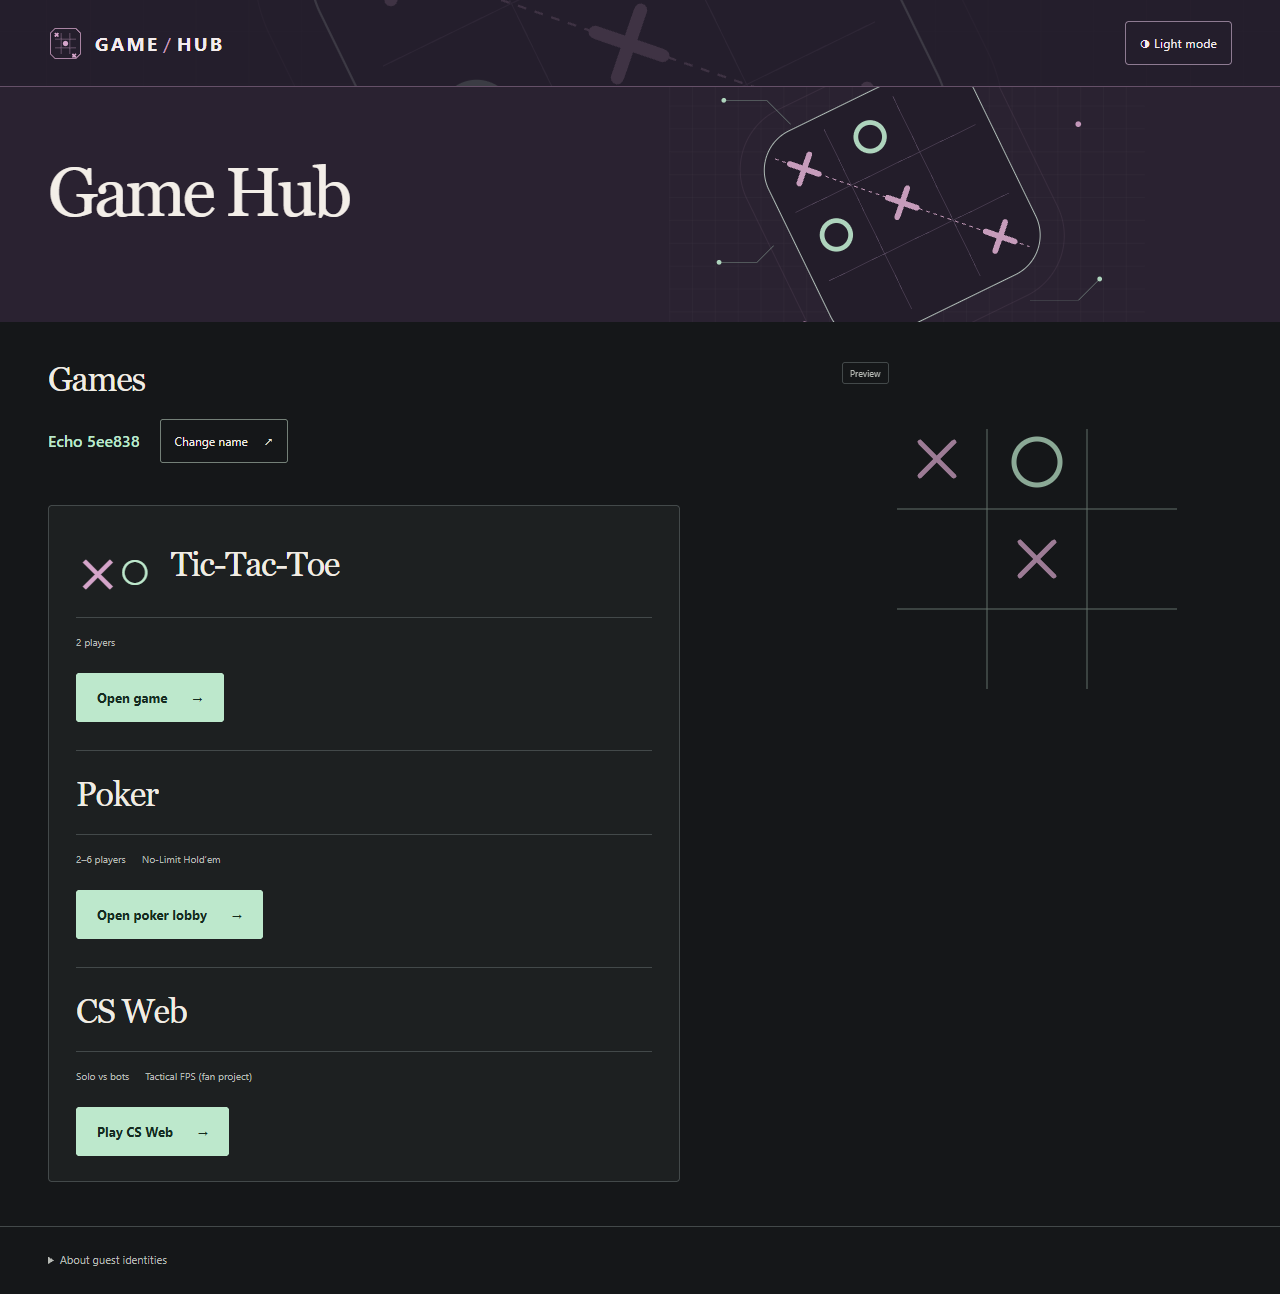 GAME / HUB
◑ Light mode
Game Hub
Games
Preview
Echo 5ee838
Change name ↗
Tic-Tac-Toe
2 players
Open game →
Poker
2–6 players No-Limit Hold'em
Open poker lobby →
CS Web
Solo vs bots Tactical FPS (fan project)
Play CS Web →
▶ About guest identities